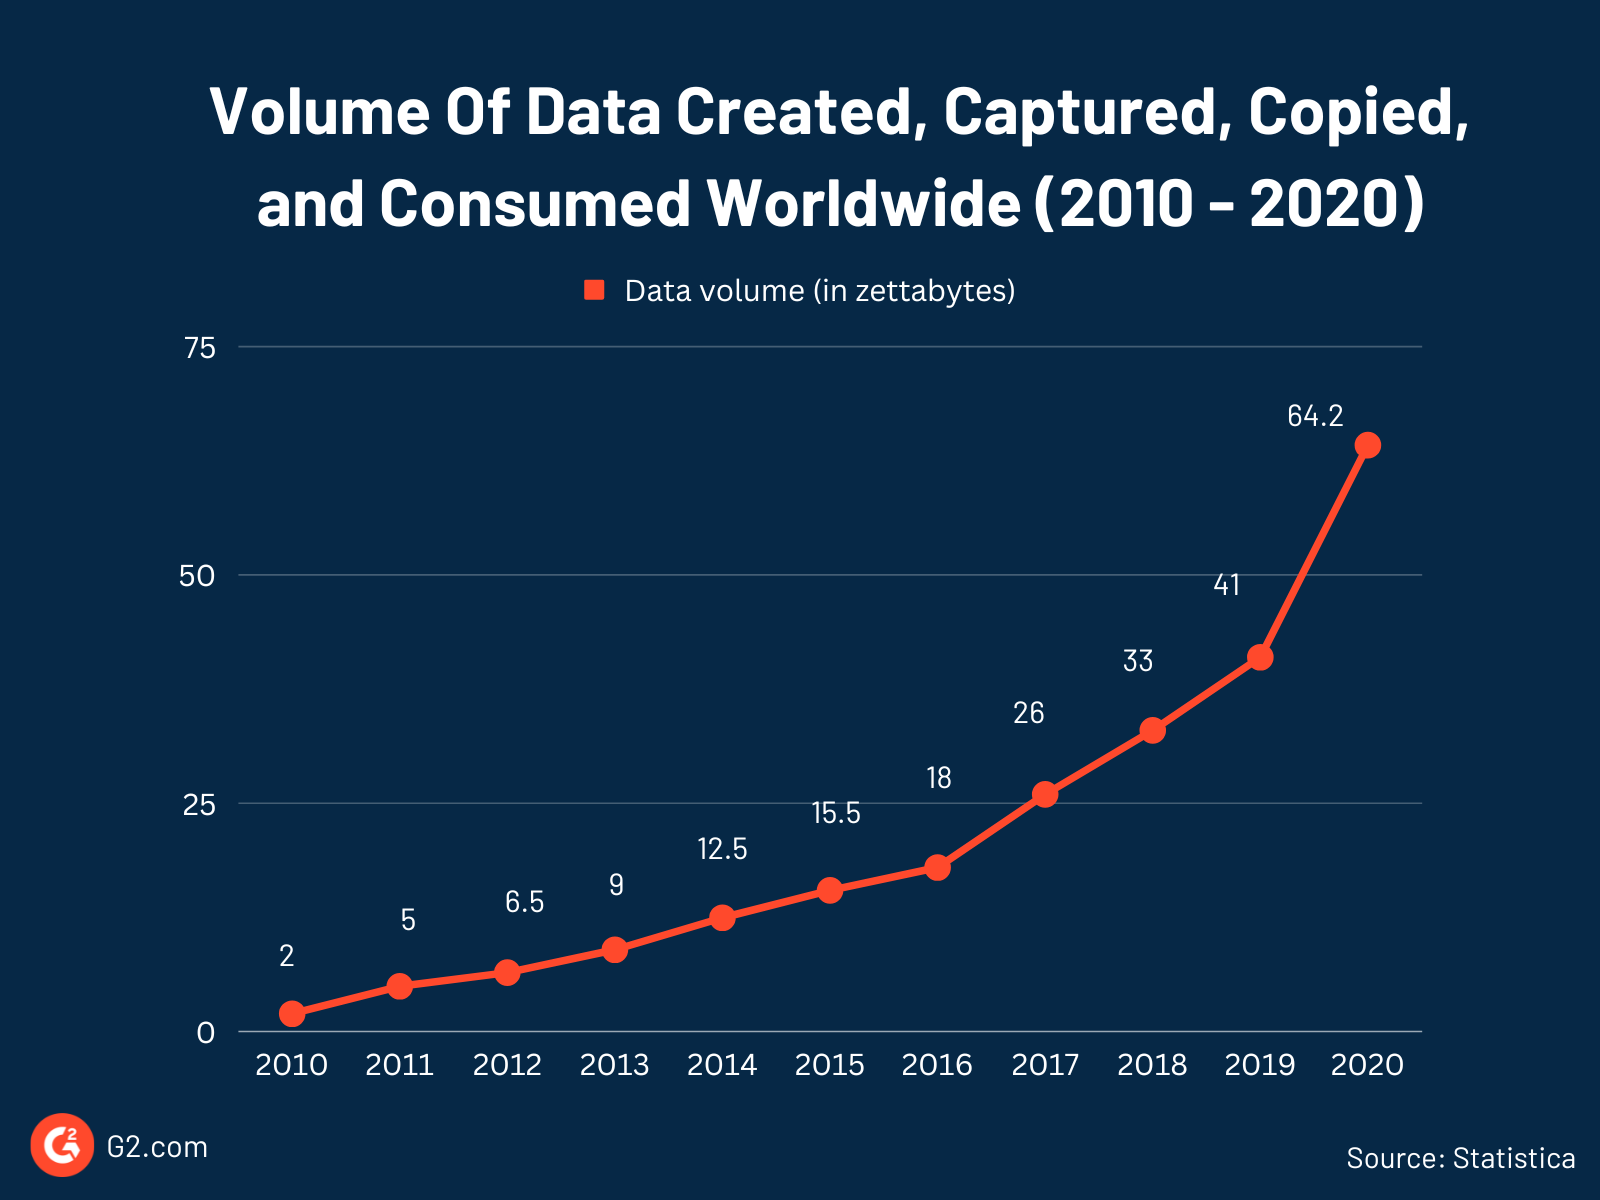 Volume Of Data Created, Captured, Copied,
and Consumed Worldwide (2010 - 2020)
Data volume (in zettabytes)
75
50
25
0
2
5
6.5
9
12.5
15.5
18
26
33
41
64.2
2010 2011 2012 2013 2014 2015 2016 2017 2018 2019 2020
G2 G2.com
Source: Statistica